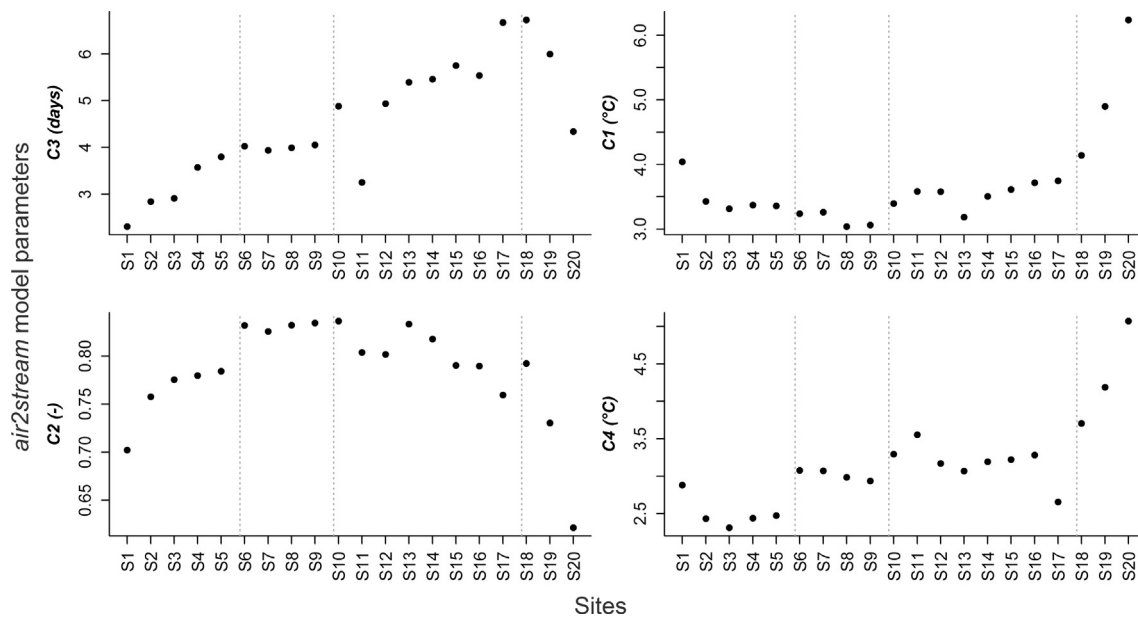 air2stream model parameters
C3 (days)
6
5
4
3
S1 S2 S3 S4 S5 S6 S7 S8 S9 S10 S11 S12 S13 S14 S15 S16 S17 S18 S19 S20
C1 (°C)
6.0
5.0
4.0
3.0
S1 S2 S3 S4 S5 S6 S7 S8 S9 S10 S11 S12 S13 S14 S15 S16 S17 S18 S19 S20
C2 (-)
0.80
0.75
0.70
0.65
S1 S2 S3 S4 S5 S6 S7 S8 S9 S10 S11 S12 S13 S14 S15 S16 S17 S18 S19 S20
C4 (°C)
4.5
3.5
2.5
S1 S2 S3 S4 S5 S6 S7 S8 S9 S10 S11 S12 S13 S14 S15 S16 S17 S18 S19 S20
Sites